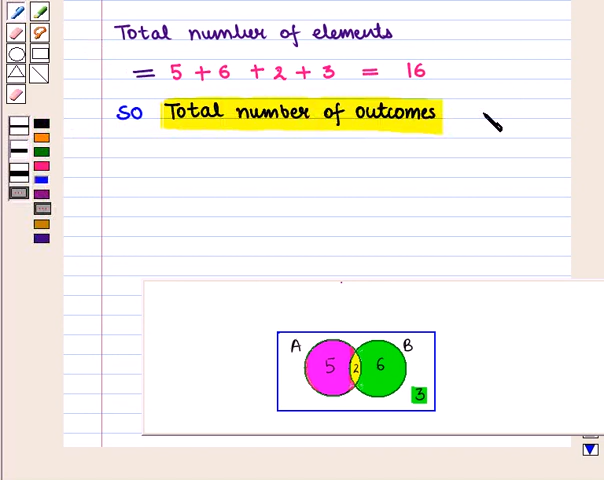 Total number of elements
= 5 + 6 + 2 + 3 = 16
SO Total number of outcomes
A B
5 2 6
3